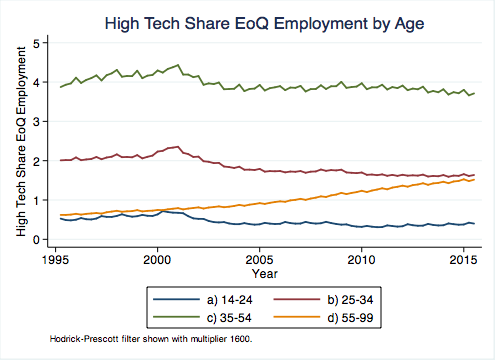 High Tech Share EoQ Employment by Age
High Tech Share EoQ Employment
5
4
3
2
1
0
1995 2000 2005 2010 2015
Year
a) 14-24 b) 25-34
c) 35-54 d) 55-99
Hodrick-Prescott filter shown with multiplier 1600.